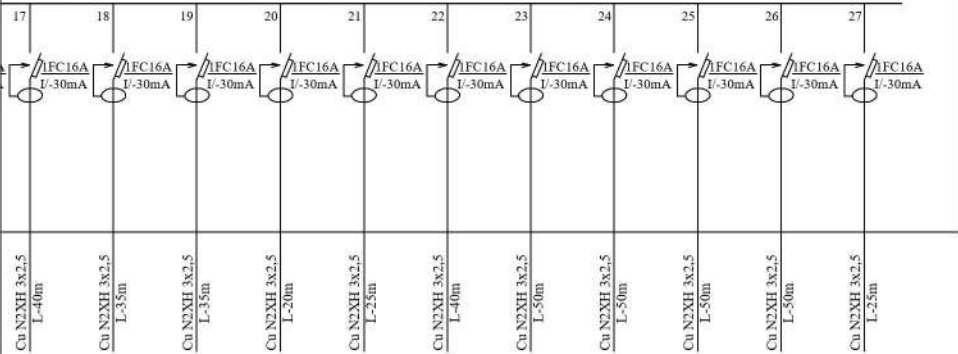 17 18 19 20 21 22 23 24 25 26 27
1FC16A 1FC16A 1FC16A 1FC16A 1FC16A 1FC16A 1FC16A 1FC16A 1FC16A 1FC16A 1FC16A
I/-30mA I/-30mA I/-30mA I/-30mA I/-30mA I/-30mA I/-30mA I/-30mA I/-30mA I/-30mA I/-30mA
Cu N2XH 3x2,5
L-40m
Cu N2XH 3x2,5
L-35m
Cu N2XH 3x2,5
L-35m
Cu N2XH 3x2,5
L-20m
Cu N2XH 3x2,5
L-25m
Cu N2XH 3x2,5
L-40m
Cu N2XH 3x2,5
L-50m
Cu N2XH 3x2,5
L-50m
Cu N2XH 3x2,5
L-50m
Cu N2XH 3x2,5
L-50m
Cu N2XH 3x2,5
L-25m